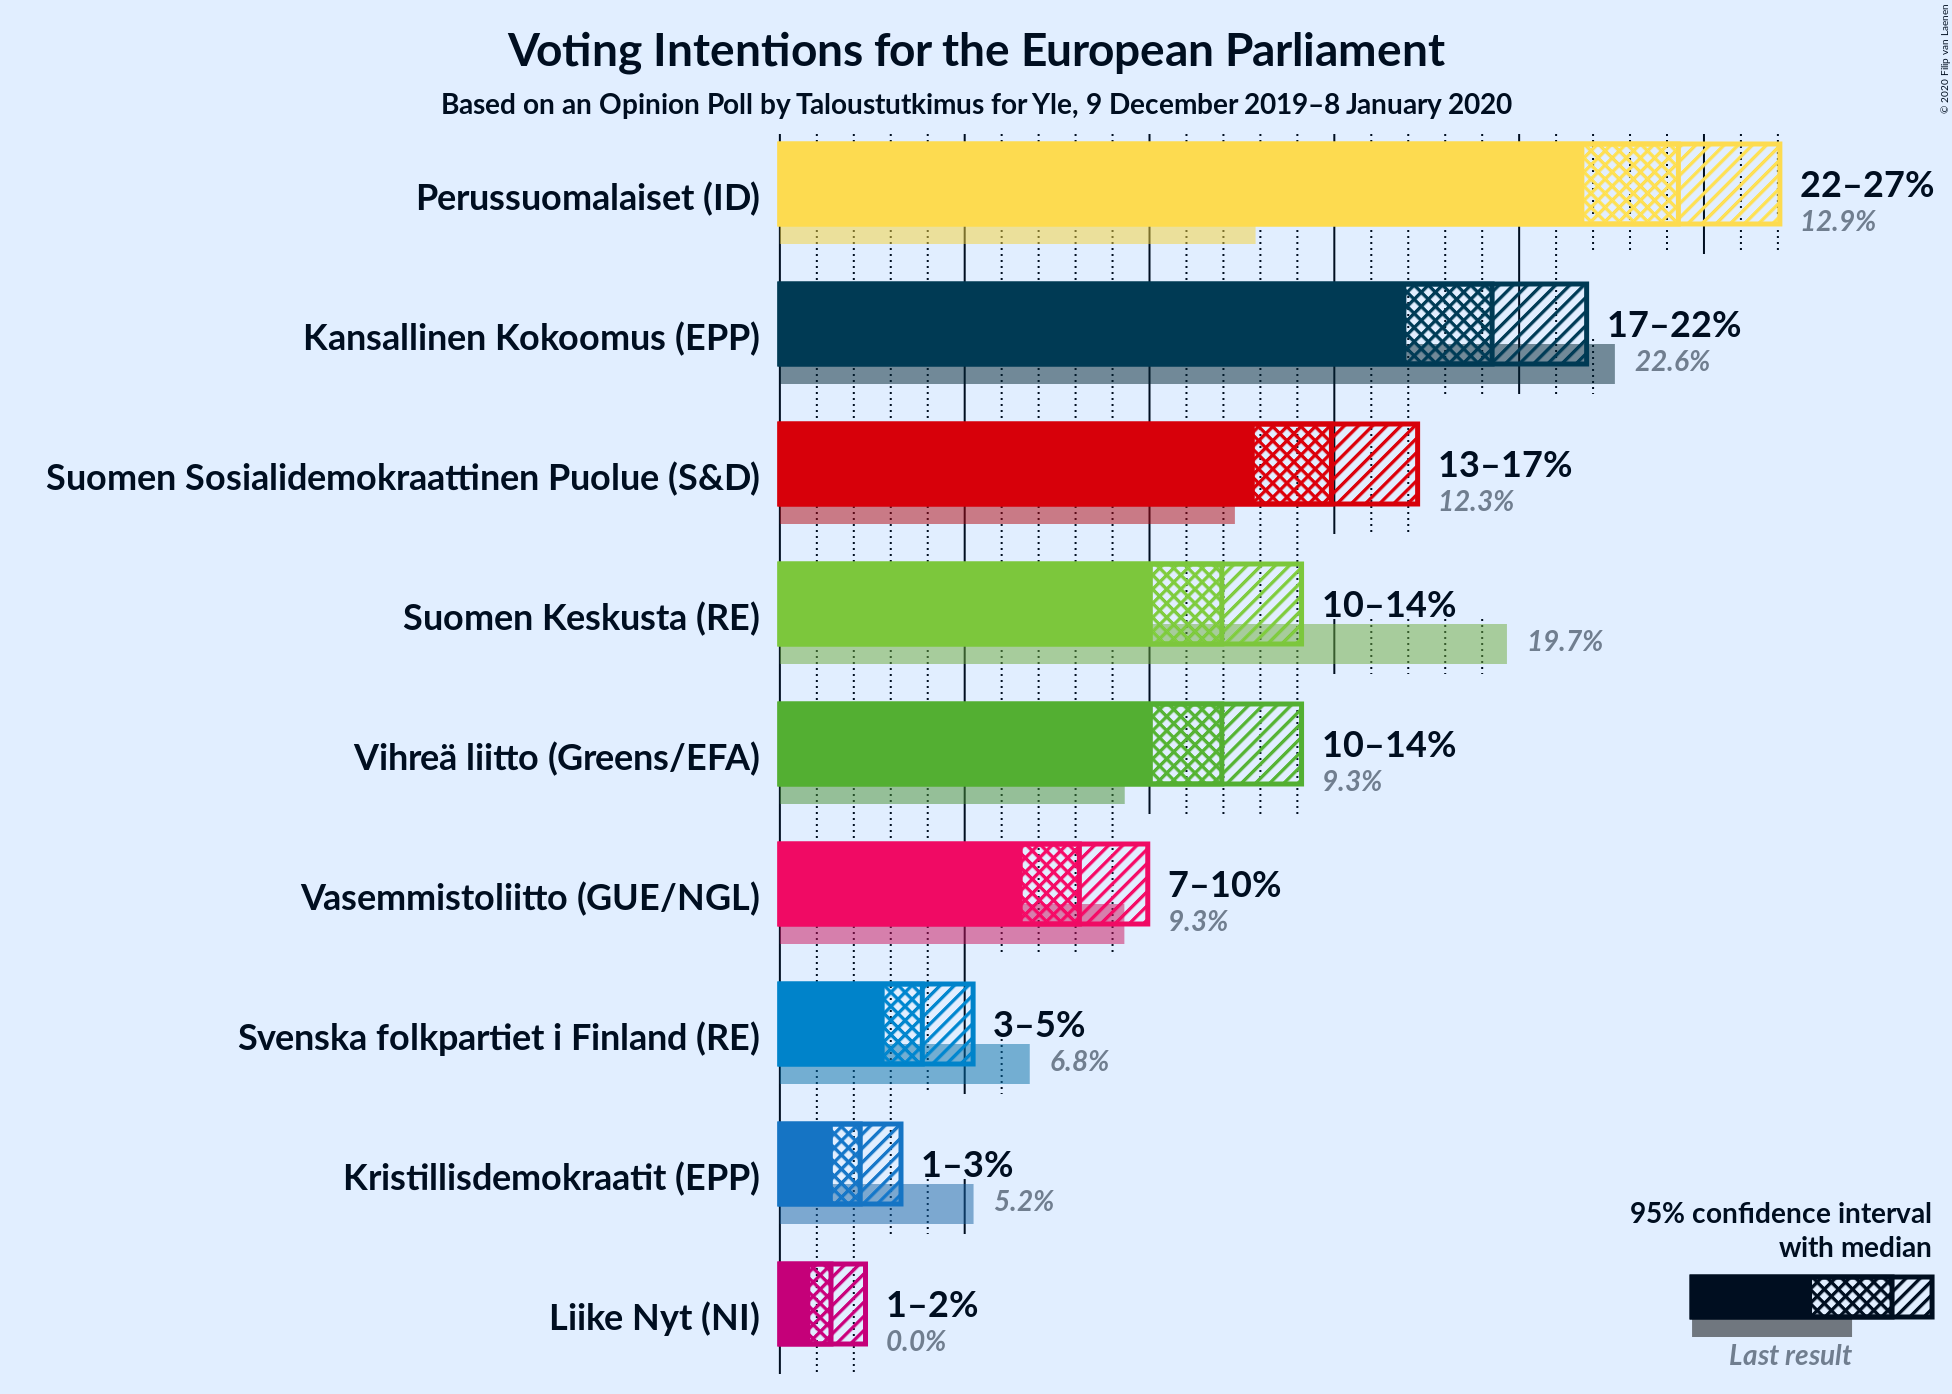 Voting Intentions for the European Parliament
Based on an Opinion Poll by Taloustutkimus for Yle, 9 December 2019–8 January 2020
© 2020 Filip van Laenen
Perussuomalaiset (ID)
22–27%
12.9%
Kansallinen Kokoomus (EPP)
17–22%
22.6%
Suomen Sosialidemokraattinen Puolue (S&D)
13–17%
12.3%
Suomen Keskusta (RE)
10–14%
19.7%
Vihreä liitto (Greens/EFA)
10–14%
9.3%
Vasemmistoliitto (GUE/NGL)
7–10%
9.3%
Svenska folkpartiet i Finland (RE)
3–5%
6.8%
Kristillisdemokraatit (EPP)
1–3%
5.2%
Liike Nyt (NI)
1–2%
0.0%
95% confidence interval
with median
Last result